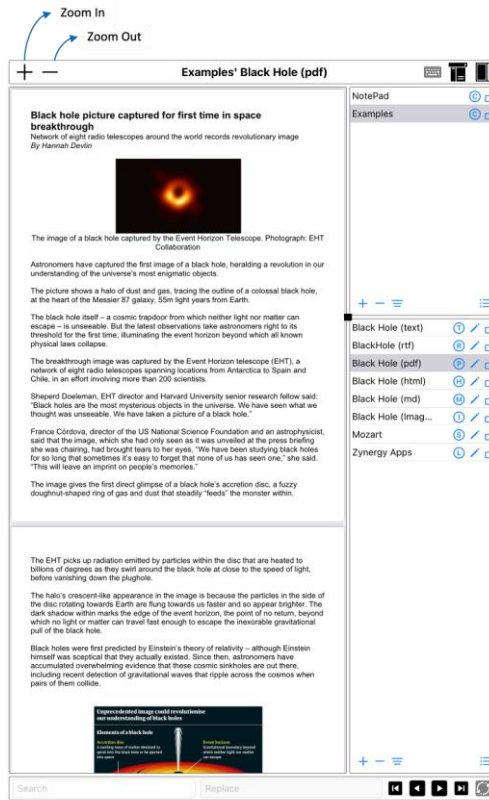 Zoom In
Zoom Out
Examples' Black Hole (pdf)
Black hole picture captured for first time in space
breakthrough
Network of eight radio telescopes around the world records revolutionary image
By Hannah Devlin
The image of a black hole captured by the Event Horizon Telescope. Photograph: EHT
Collaboration
Astronomers have captured the first image of a black hole, heralding a revolution in our
understanding of the universe's most enigmatic objects.
The picture shows a halo of dust and gas, tracing the outline of a colossal black hole,
at the heart of the Messier 87 galaxy, 55m light years from Earth.
The black hole itself – a cosmic trapdoor from which neither light nor matter can
escape – is unseeable. But the latest observations take astronomers right to its
threshold for the first time, illuminating the event horizon beyond which all known
physical laws collapse.
The breakthrough image was captured by the Event Horizon telescope (EHT), a
network of eight radio telescopes spanning locations from Antarctica to Spain and
Chile, in an effort involving more than 200 scientists.
Sheperd Doeleman, EHT director and Harvard University senior research fellow said:
"Black holes are the most mysterious objects in the universe. We have seen what we
thought was unseeable. We have taken a picture of a black hole."
France Córdova, director of the US National Science Foundation and an astrophysicist,
said that the image, which she had only seen as it was unveiled at the press briefing
she was chairing, had brought tears to her eyes. "We have been studying black holes
for so long that sometimes it's easy to forget that none of us has seen one," she said.
"This will leave an imprint on people's memories."
The image gives the first direct glimpse of a black hole's accretion disc, a fuzzy
doughnut-shaped ring of gas and dust that steadily "feeds" the monster within.
The EHT picks up radiation emitted by particles within the disc that are heated to
billions of degrees as they swirl around the black hole at close to the speed of light,
before vanishing down the plughole.
The halo's crescent-like appearance in the image is because the particles in the side of
the disc rotating towards Earth are flung towards us faster and so appear brighter. The
dark shadow within marks the edge of the event horizon, the point of no return, beyond
which no light or matter can travel fast enough to escape the inexorable gravitational
pull of the black hole.
Black holes were first predicted by Einstein's theory of relativity – although Einstein
himself was sceptical that they actually existed. Since then, astronomers have
accumulated overwhelming evidence that these cosmic sinkholes are out there,
including recent detection of gravitational waves that ripple across the cosmos when
pairs of them collide.
Unprecedented image could revolutionise
our understanding of black holes
Elements of a black hole
Accretion disc
Event horizon
NotePad C
Examples C
Black Hole (text) T
BlackHole (rtf) R
Black Hole (pdf) P
Black Hole (html) H
Black Hole (md) M
Black Hole (Imag... I
Mozart S
Zynergy Apps L
Search
Replace